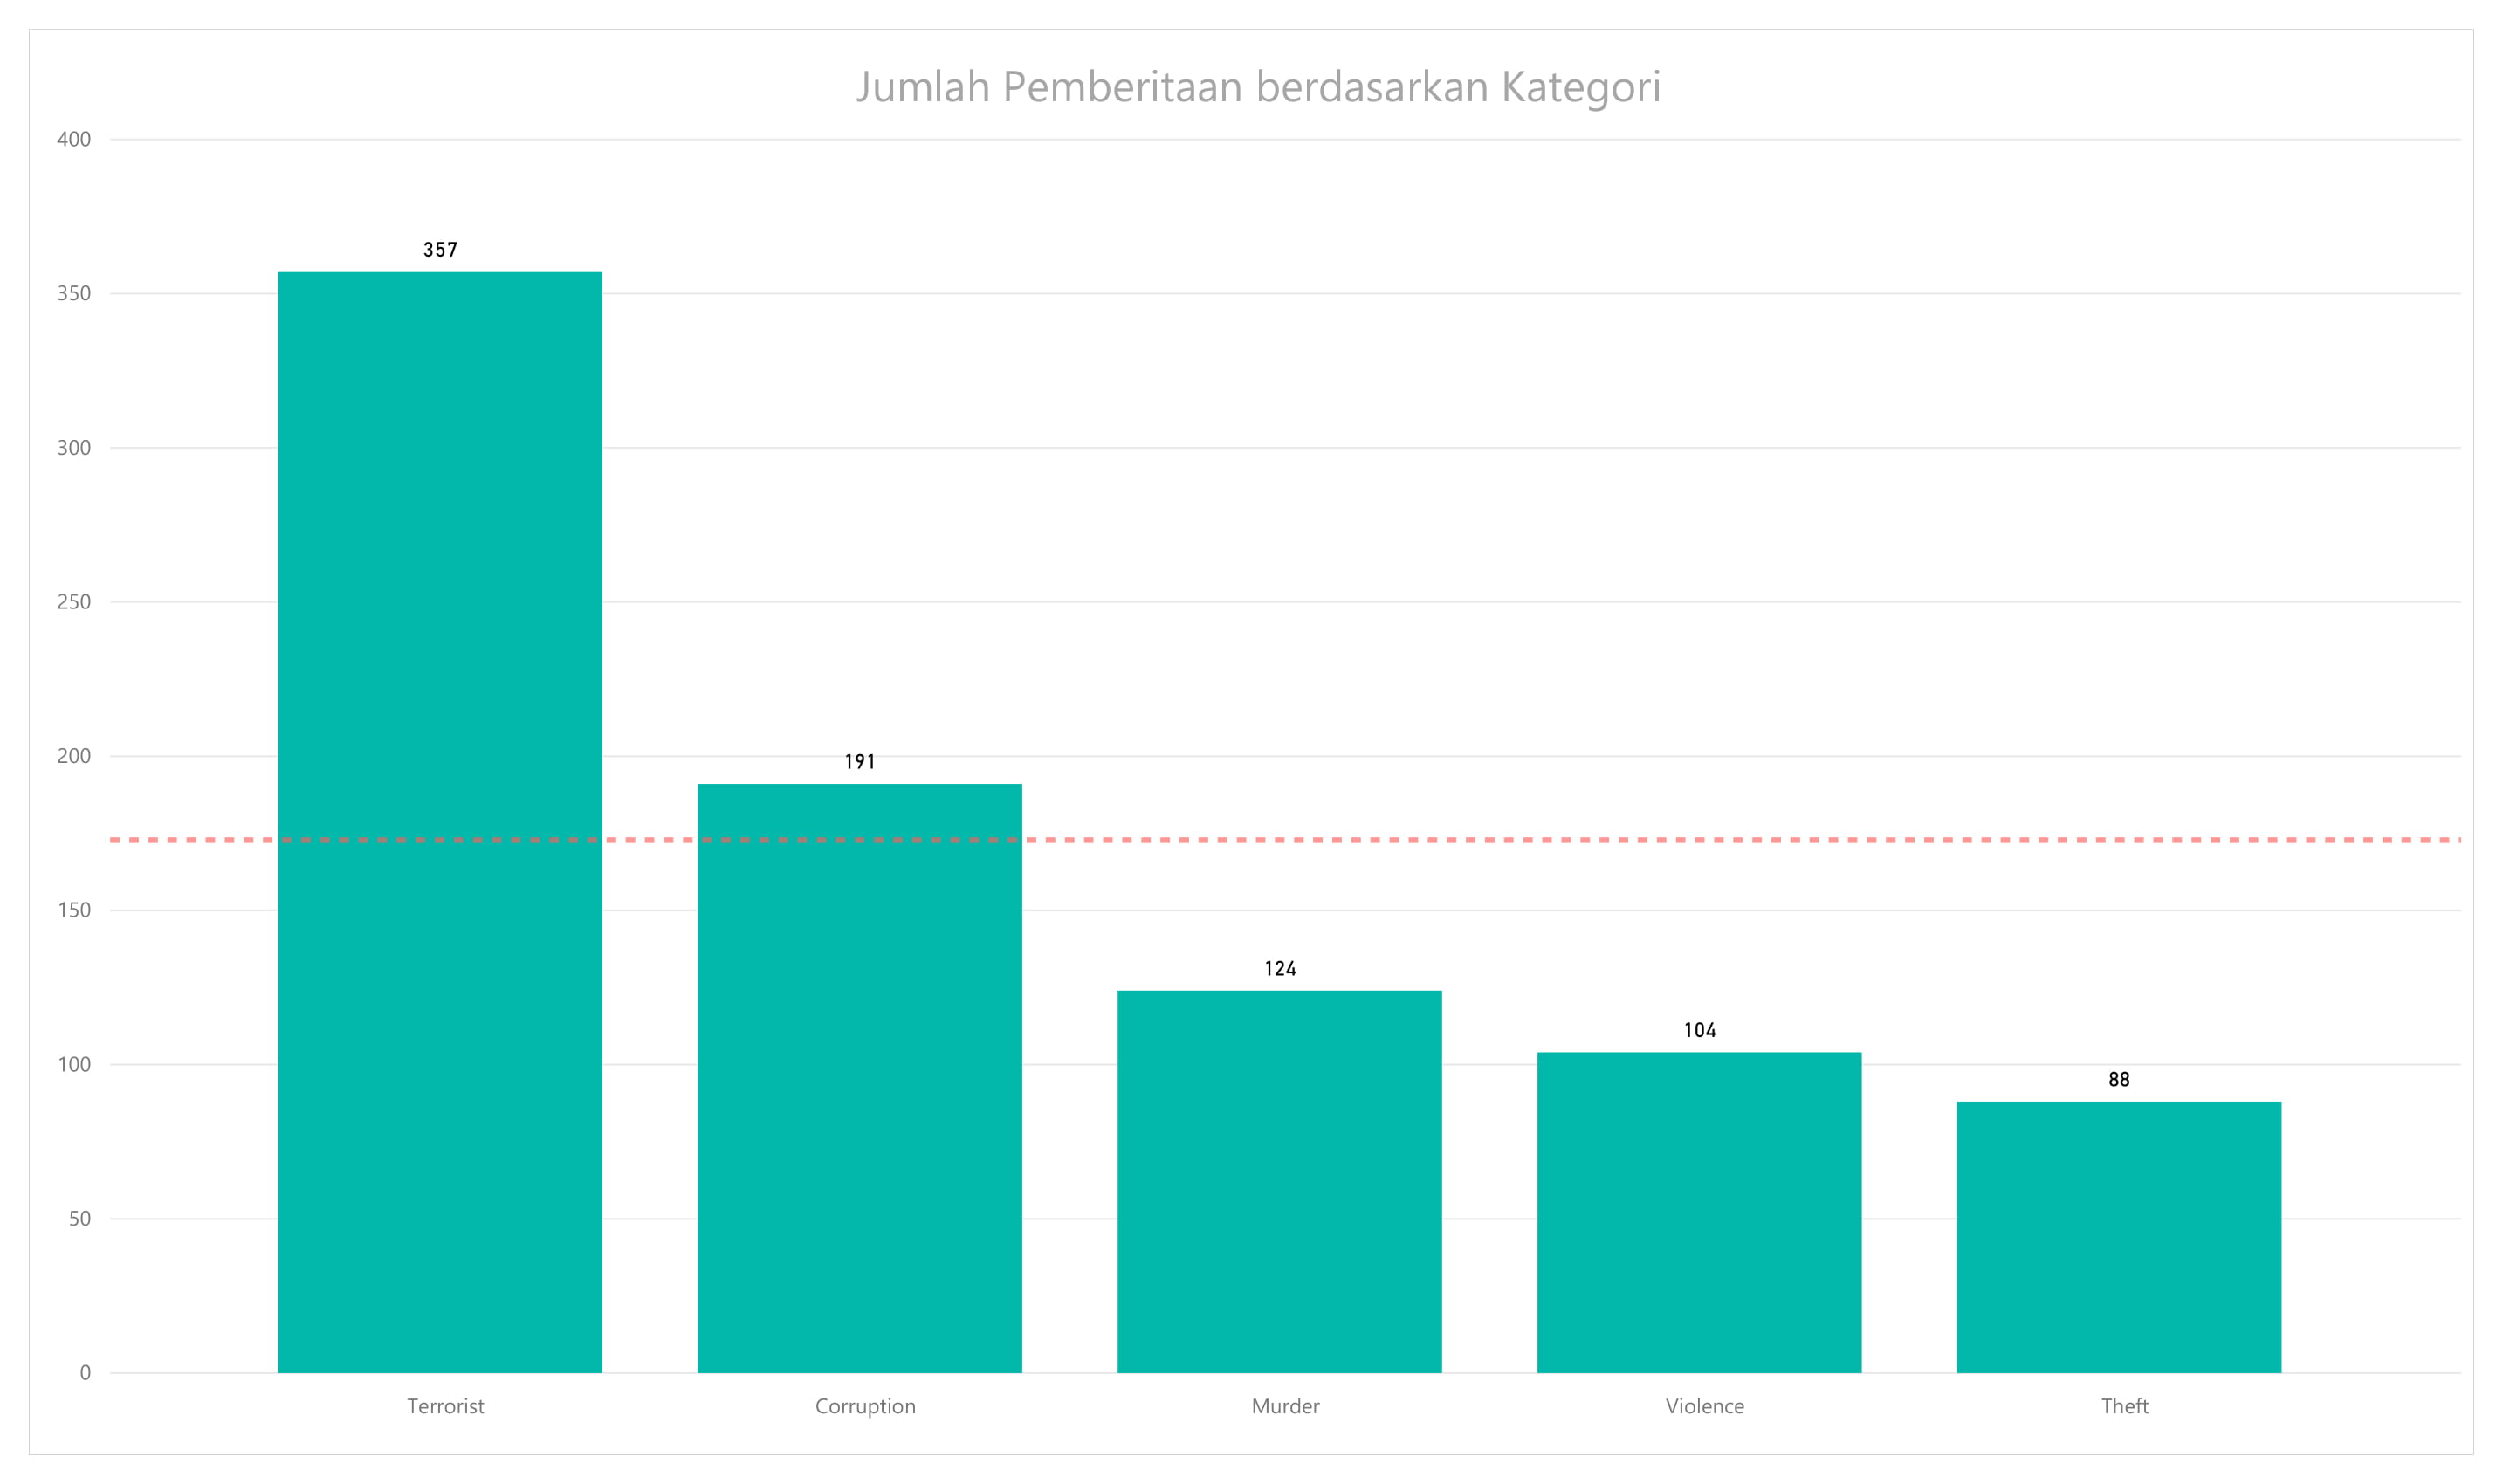 Jumlah Pemberitaan berdasarkan Kategori
400
350
300
250
200
150
100
50
0
357
191
124
104
88
Terrorist
Corruption
Murder
Violence
Theft